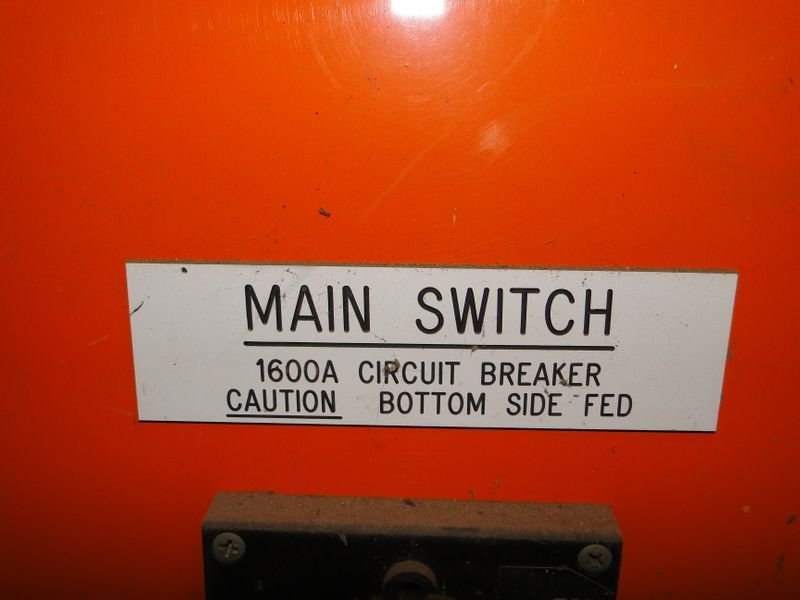 MAIN SWITCH
1600A CIRCUIT BREAKER
CAUTION BOTTOM SIDE FED